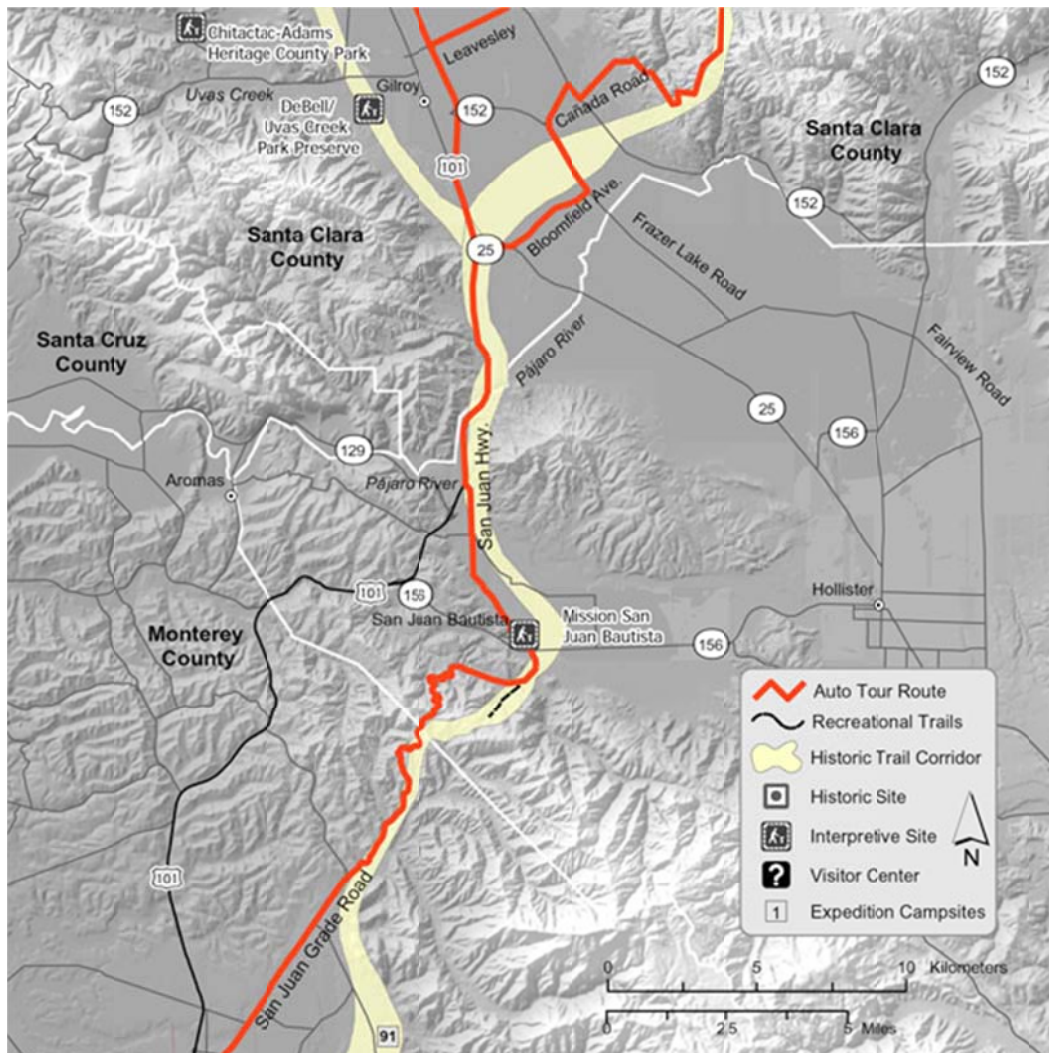 Chitactac-Adams
Heritage County Park
Leavesley
152
Uvas Creek
Gilroy
152
Cañada Road
152
DeBell/
Uvas Creek
Park Preserve
Santa Clara
County
101
152
Bloomfield Ave.
Frazer Lake Road
Santa Clara
County
25
Santa Cruz
County
Pájaro River
Fairview Road
25
156
129
Aromas
Pájaro River
San Juan Hwy.
101
156
San Juan Bautista
Mission San
Juan Bautista
Hollister
156
Monterey
County
101
San Juan Grade Road
91
Auto Tour Route
Recreational Trails
Historic Trail Corridor
Historic Site
Interpretive Site
N
?
Visitor Center
1
Expedition Campsites
0 5 10 Kilometers
0 2.5 5 Miles